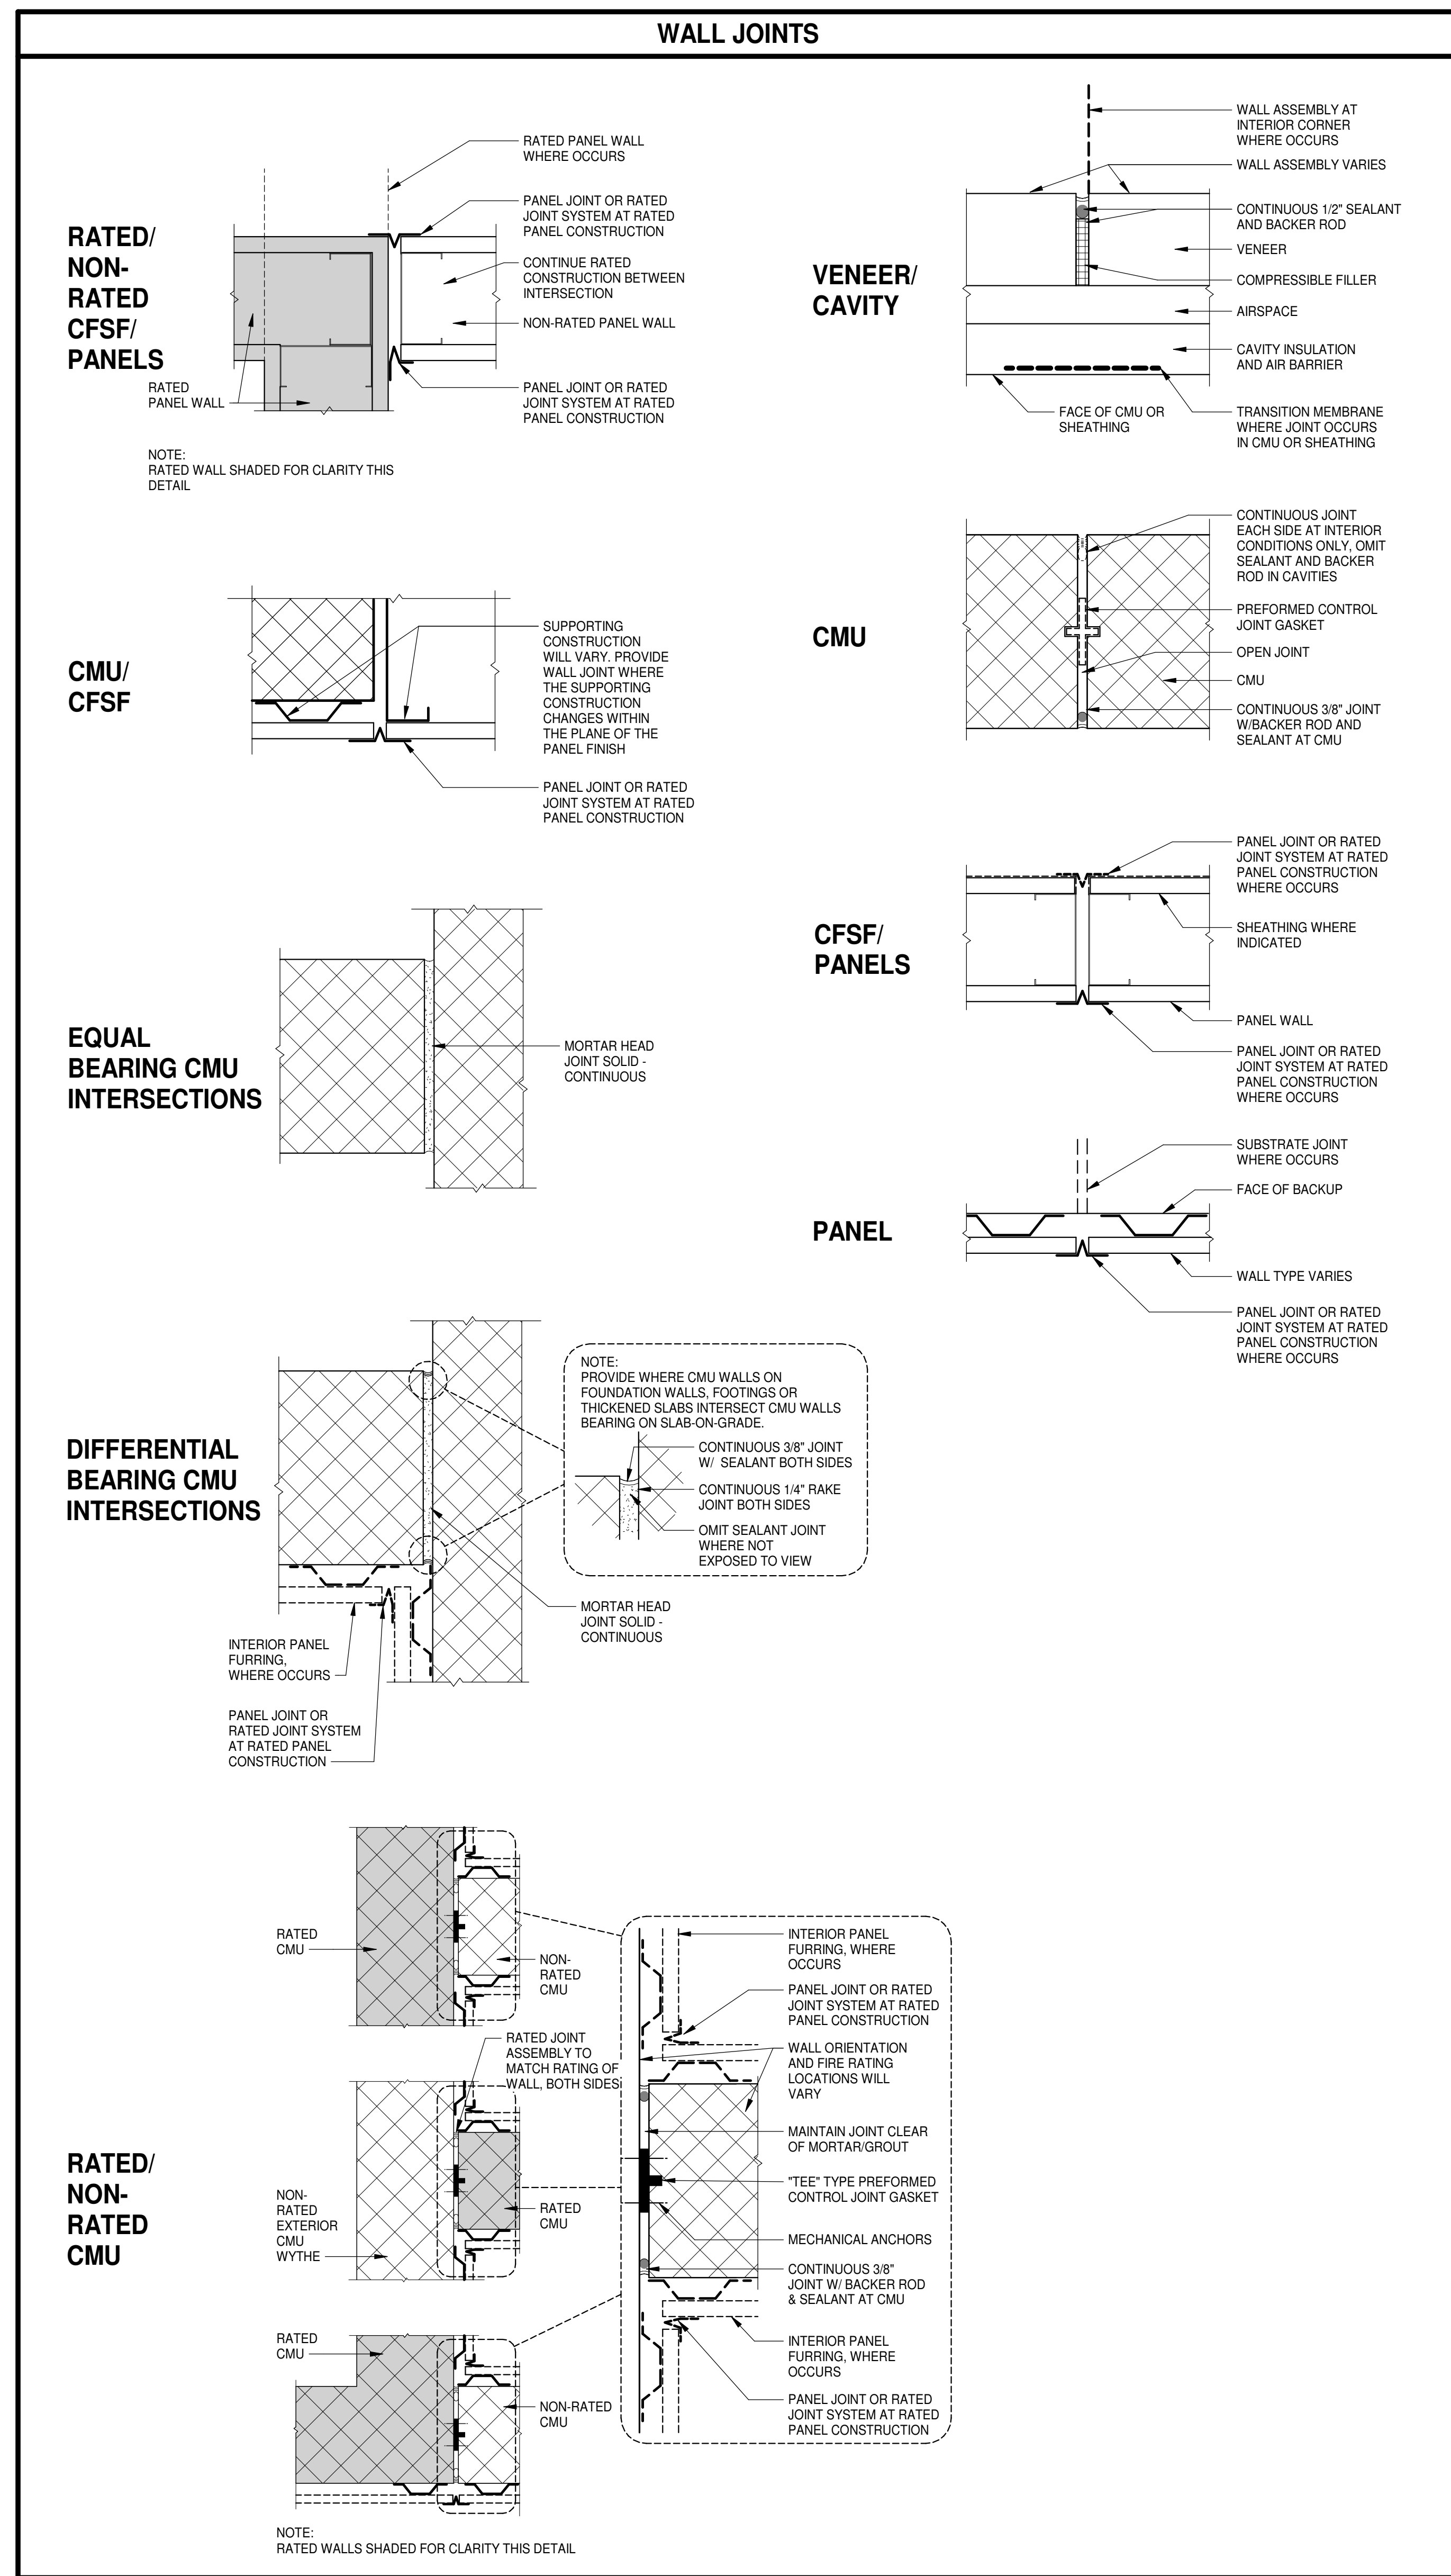 WALL JOINTS
RATED/
NON-
RATED
CFSF/
PANELS
RATED PANEL WALL
WHERE OCCURS
PANEL JOINT OR RATED
JOINT SYSTEM AT RATED
PANEL CONSTRUCTION
CONTINUE RATED
CONSTRUCTION BETWEEN
INTERSECTION
NON-RATED PANEL WALL
PANEL JOINT OR RATED
JOINT SYSTEM AT RATED
PANEL CONSTRUCTION
RATED
PANEL WALL
NOTE:
RATED WALL SHADED FOR CLARITY THIS
DETAIL
CMU/
CFSF
SUPPORTING
CONSTRUCTION
WILL VARY. PROVIDE
WALL JOINT WHERE
THE SUPPORTING
CONSTRUCTION
CHANGES WITHIN
THE PLANE OF THE
PANEL FINISH
PANEL JOINT OR RATED
JOINT SYSTEM AT RATED
PANEL CONSTRUCTION
EQUAL
BEARING CMU
INTERSECTIONS
MORTAR HEAD
JOINT SOLID -
CONTINUOUS
DIFFERENTIAL
BEARING CMU
INTERSECTIONS
NOTE:
PROVIDE WHERE CMU WALLS ON
FOUNDATION WALLS, FOOTINGS OR
THICKENED SLABS INTERSECT CMU WALLS
BEARING ON SLAB-ON-GRADE.
CONTINUOUS 3/8" JOINT
W/ SEALANT BOTH SIDES
CONTINUOUS 1/4" RAKE
JOINT BOTH SIDES
OMIT SEALANT JOINT
WHERE NOT
EXPOSED TO VIEW
MORTAR HEAD
JOINT SOLID -
CONTINUOUS
INTERIOR PANEL
FURRING,
WHERE OCCURS
PANEL JOINT OR
RATED JOINT SYSTEM
AT RATED PANEL
CONSTRUCTION
RATED/
NON-
RATED
CMU
RATED
CMU
NON-
RATED
CMU
RATED JOINT
ASSEMBLY TO
MATCH RATING OF
WALL, BOTH SIDES
NON-
RATED
EXTERIOR
CMU
WYTHE
RATED
CMU
RATED
CMU
NON-RATED
CMU
INTERIOR PANEL
FURRING, WHERE
OCCURS
PANEL JOINT OR RATED
JOINT SYSTEM AT RATED
PANEL CONSTRUCTION
WALL ORIENTATION
AND FIRE RATING
LOCATIONS WILL
VARY
MAINTAIN JOINT CLEAR
OF MORTAR/GROUT
"TEE" TYPE PREFORMED
CONTROL JOINT GASKET
MECHANICAL ANCHORS
CONTINUOUS 3/8"
JOINT W/ BACKER ROD
& SEALANT AT CMU
INTERIOR PANEL
FURRING, WHERE
OCCURS
PANEL JOINT OR RATED
JOINT SYSTEM AT RATED
PANEL CONSTRUCTION
NOTE:
RATED WALLS SHADED FOR CLARITY THIS DETAIL
VENEER/
CAVITY
WALL ASSEMBLY AT
INTERIOR CORNER
WHERE OCCURS
WALL ASSEMBLY VARIES
CONTINUOUS 1/2" SEALANT
AND BACKER ROD
VENEER
COMPRESSIBLE FILLER
AIRSPACE
CAVITY INSULATION
AND AIR BARRIER
FACE OF CMU OR
SHEATHING
TRANSITION MEMBRANE
WHERE JOINT OCCURS
IN CMU OR SHEATHING
CMU
CONTINUOUS JOINT
EACH SIDE AT INTERIOR
CONDITIONS ONLY, OMIT
SEALANT AND BACKER
ROD IN CAVITIES
PREFORMED CONTROL
JOINT GASKET
OPEN JOINT
CMU
CONTINUOUS 3/8" JOINT
W/BACKER ROD AND
SEALANT AT CMU
CFSF/
PANELS
PANEL JOINT OR RATED
JOINT SYSTEM AT RATED
PANEL CONSTRUCTION
WHERE OCCURS
SHEATHING WHERE
INDICATED
PANEL WALL
PANEL JOINT OR RATED
JOINT SYSTEM AT RATED
PANEL CONSTRUCTION
WHERE OCCURS
PANEL
SUBSTRATE JOINT
WHERE OCCURS
FACE OF BACKUP
WALL TYPE VARIES
PANEL JOINT OR RATED
JOINT SYSTEM AT RATED
PANEL CONSTRUCTION
WHERE OCCURS